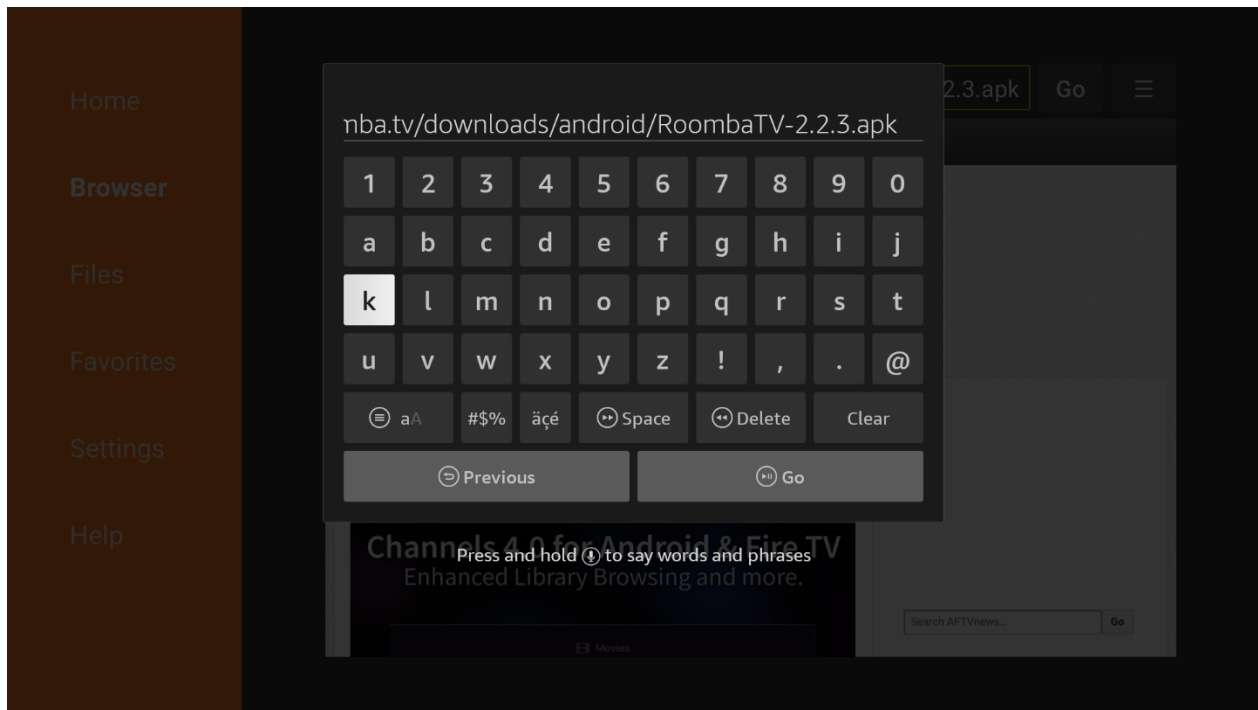 Home
Browser
Files
Favorites
Settings
Help
2.3.apk Go
nba.tv/downloads/android/RoombaTV-2.2.3.apk
1 2 3 4 5 6 7 8 9 0
a b c d e f g h i j
k l m n o p q r s t
u v w x y z ! , . @
aA #$% äçé Space Delete Clear
Previous Go
Channels 4.0 for Android & Fire TV
Press and hold to say words and phrases
Enhanced Library Browsing and more.
Search AFTVnews... Go
Movies